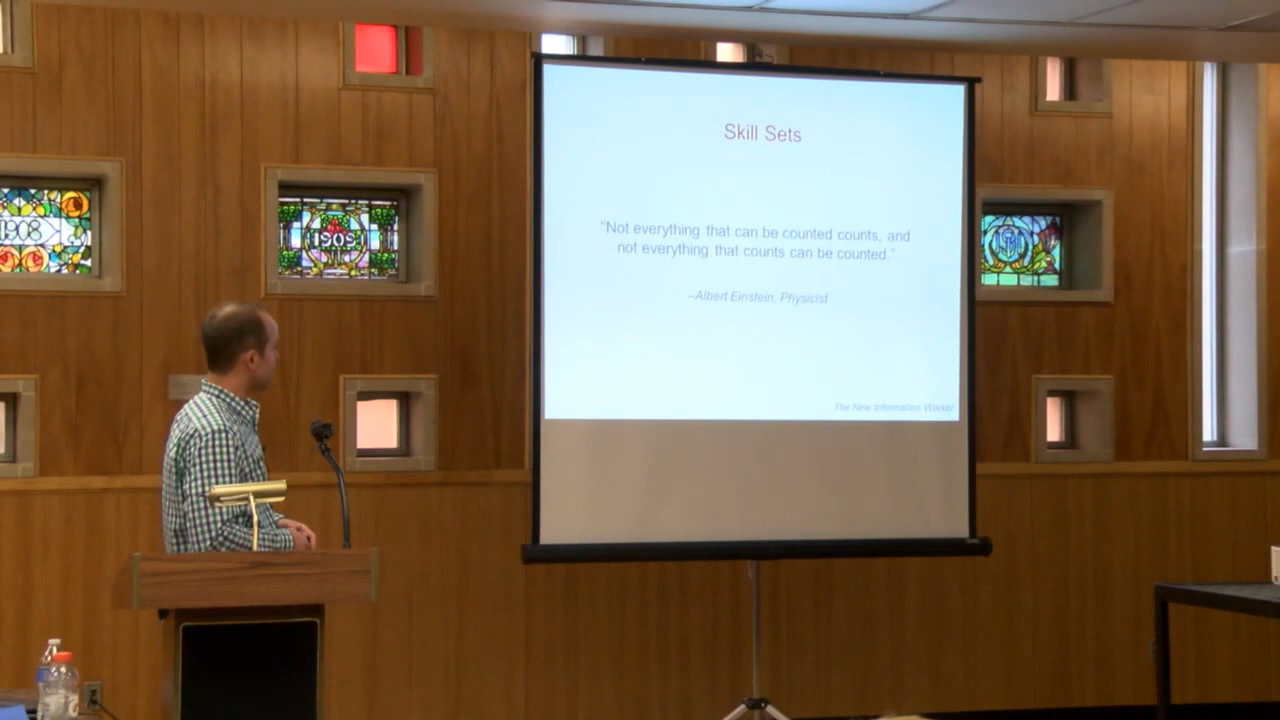 Skill Sets
"Not everything that can be counted counts, and
not everything that counts can be counted."
–Albert Einstein, Physicist
The New Information Worker
1908
1909